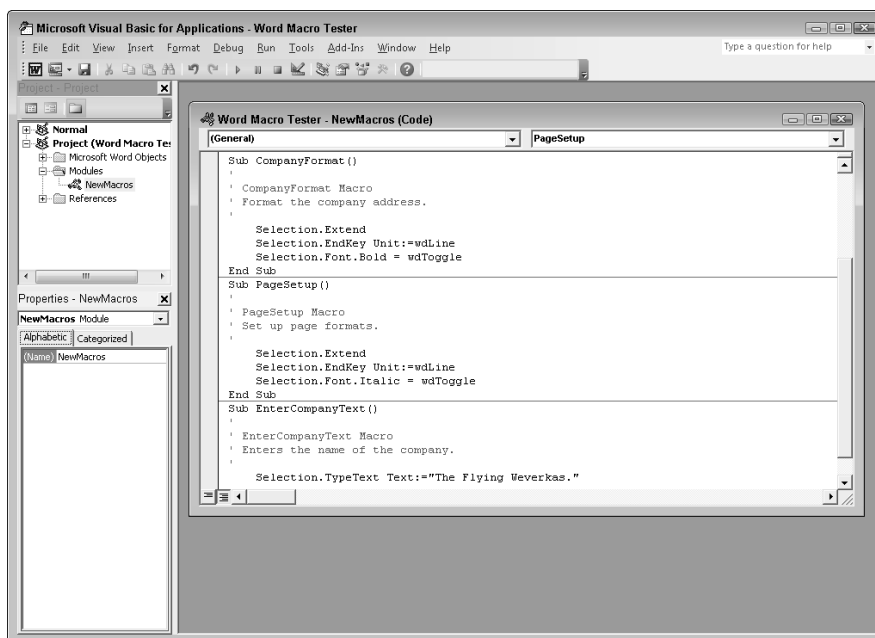 Microsoft Visual Basic for Applications - Word Macro Tester
File Edit View Insert Format Debug Run Tools Add-Ins Window Help
Type a question for help
Project - Project
Normal
Project (Word Macro Tes
Microsoft Word Objects
Modules
NewMacros
References
Properties - NewMacros
NewMacros Module
Alphabetic Categorized
(Name) NewMacros
Word Macro Tester - NewMacros (Code)
(General) PageSetup
Sub CompanyFormat()
'
' CompanyFormat Macro
' Format the company address.
'
Selection.Extend
Selection.EndKey Unit:=wdLine
Selection.Font.Bold = wdToggle
End Sub
Sub PageSetup()
'
' PageSetup Macro
' Set up page formats.
'
Selection.Extend
Selection.EndKey Unit:=wdLine
Selection.Font.Italic = wdToggle
End Sub
Sub EnterCompanyText()
'
' EnterCompanyText Macro
' Enters the name of the company.
'
Selection.TypeText Text:="The Flying Weverkas."